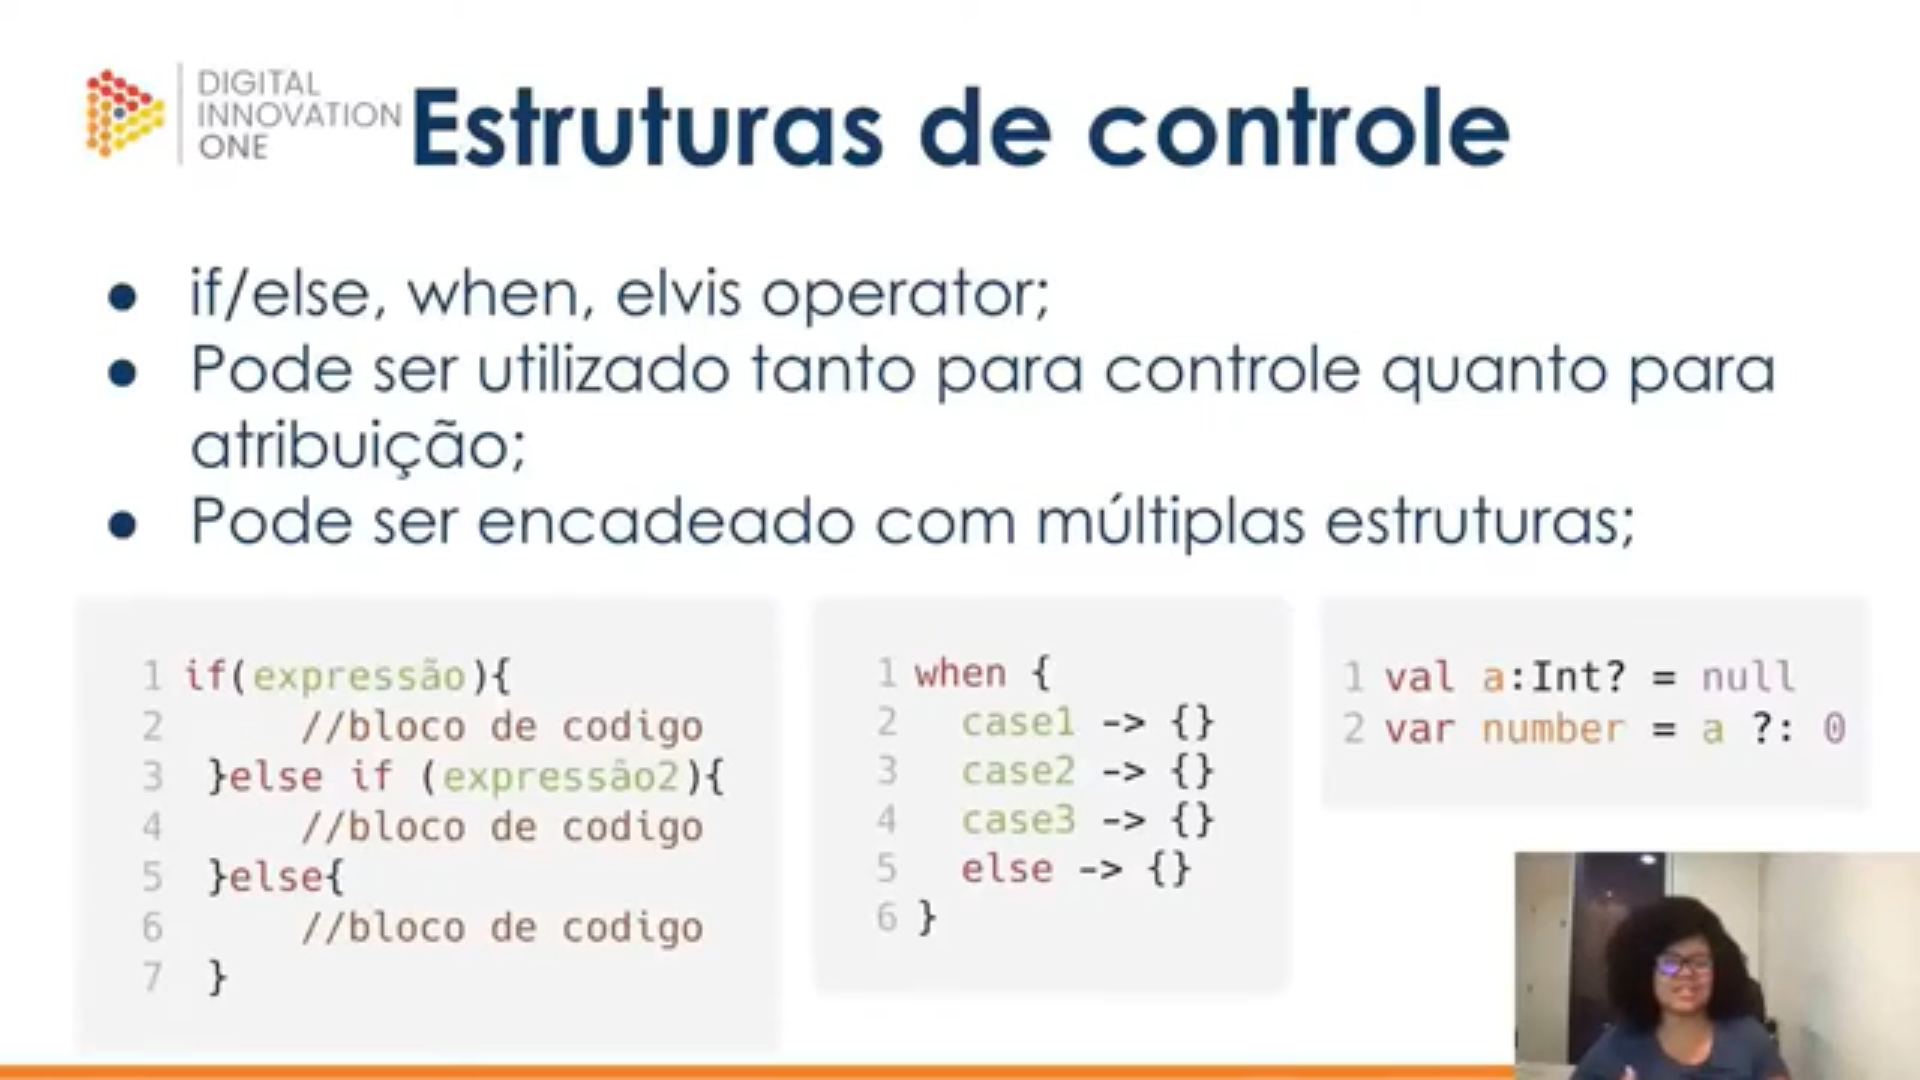 DIGITAL
INNOVATION
ONE
Estruturas de controle
● if/else, when, elvis operator;
● Pode ser utilizado tanto para controle quanto para
atribuição;
● Pode ser encadeado com múltiplas estruturas;
1 if(expressão){
2 //bloco de codigo
3 }else if (expressão2){
4 //bloco de codigo
5 }else{
6 //bloco de codigo
7 }
1 when {
2 case1 -> {}
3 case2 -> {}
4 case3 -> {}
5 else -> {}
6 }
1 val a:Int? = null
2 var number = a ?: 0